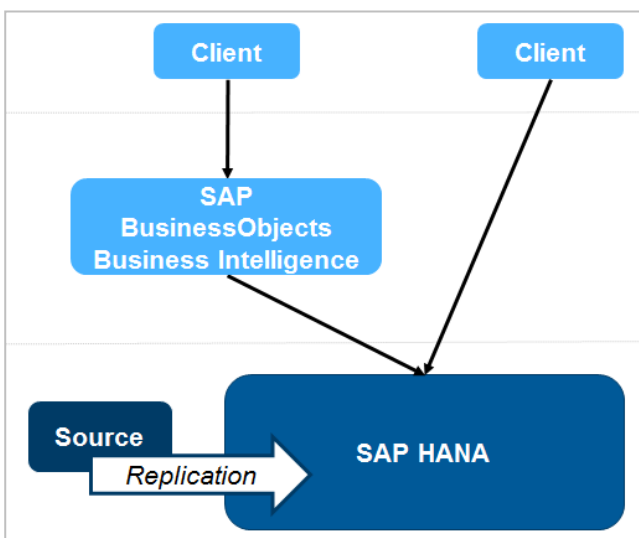 Client
Client
SAP
BusinessObjects
Business Intelligence
Source
Replication
SAP HANA